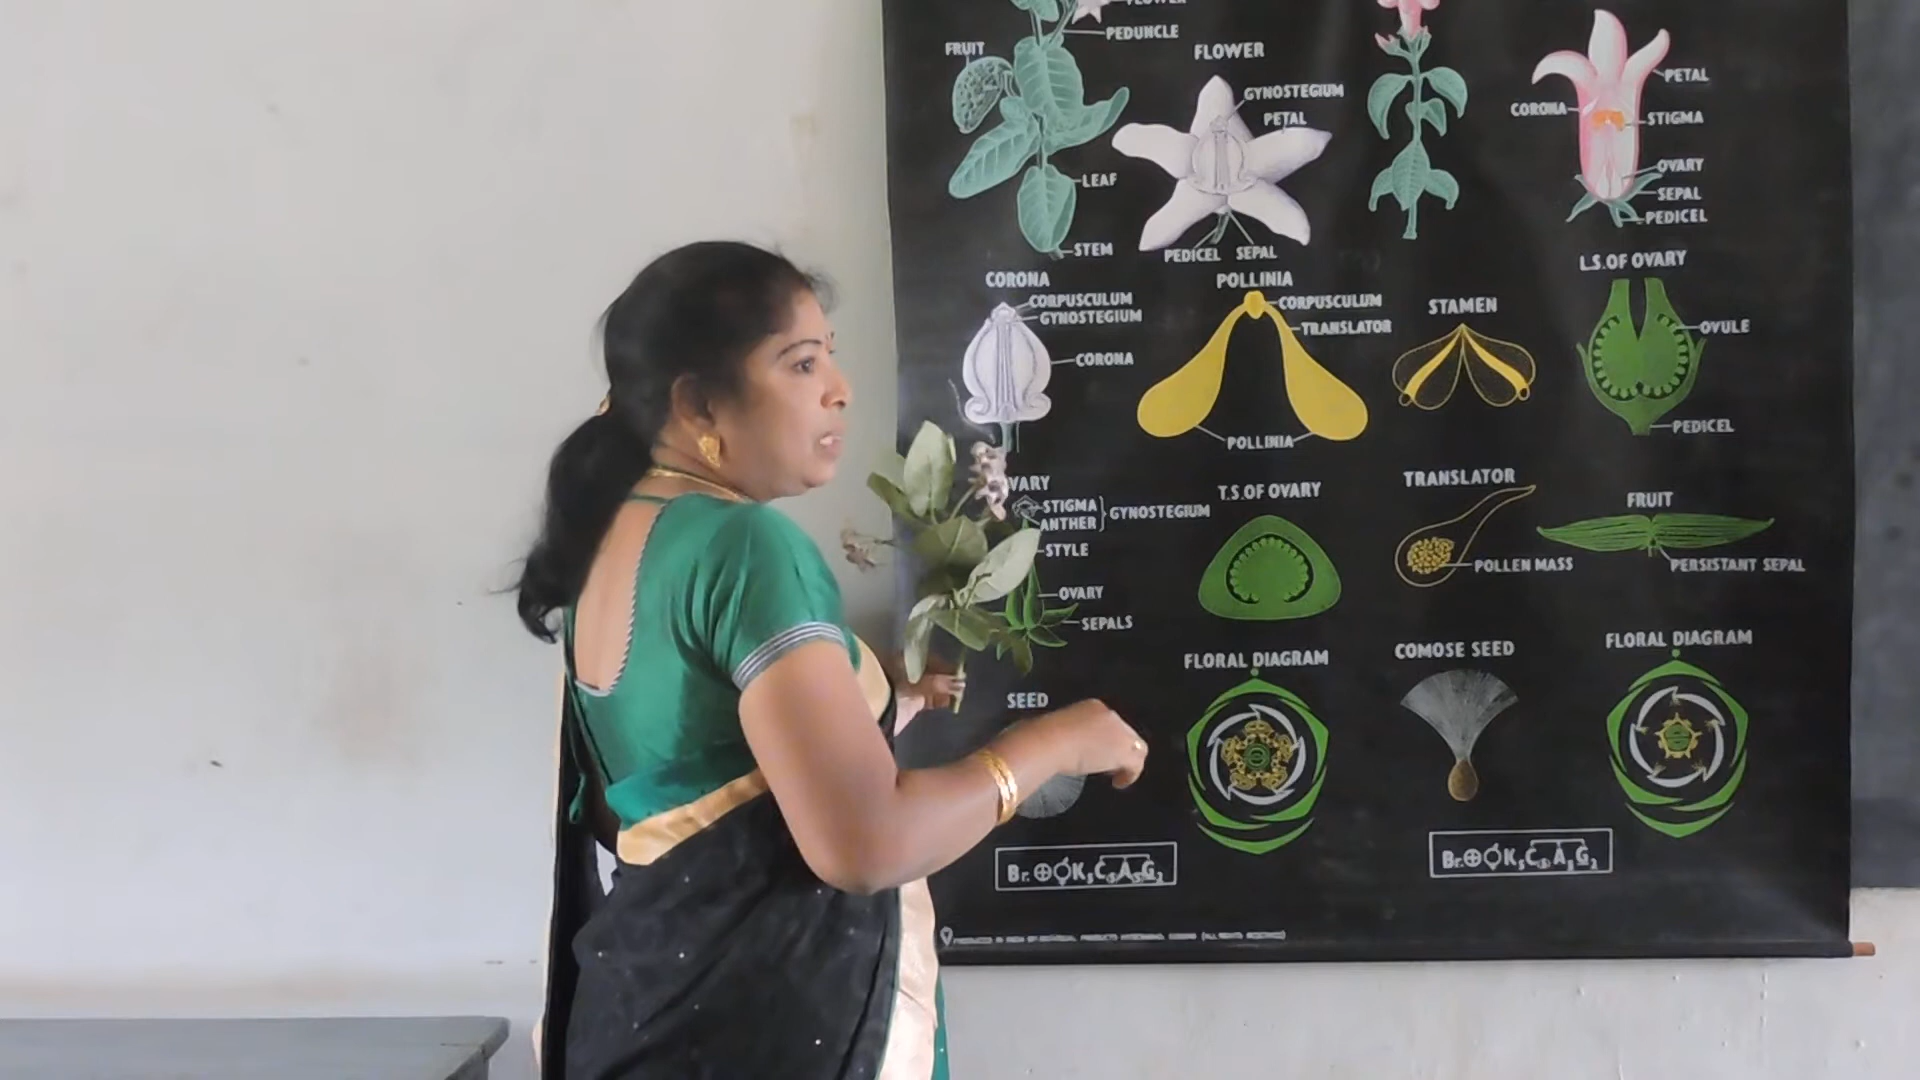 FLOWER
PEDUNCLE
FRUIT
FLOWER
GYNOSTEGIUM
PETAL
LEAF
STEM
PEDICEL
SEPAL
PETAL
CORONA
STIGMA
OVARY
SEPAL
PEDICEL
CORONA
CORPUSCULUM
GYNOSTEGIUM
CORONA
POLLINIA
CORPUSCULUM
TRANSLATOR
POLLINIA
STAMEN
L.S.OF OVARY
OVULE
PEDICEL
VARY
STIGMA
ANTHER
GYNOSTEGIUM
STYLE
OVARY
SEPALS
T.S.OF OVARY
TRANSLATOR
POLLEN MASS
FRUIT
PERSISTANT SEPAL
SEED
FLORAL DIAGRAM
COMOSE SEED
FLORAL DIAGRAM